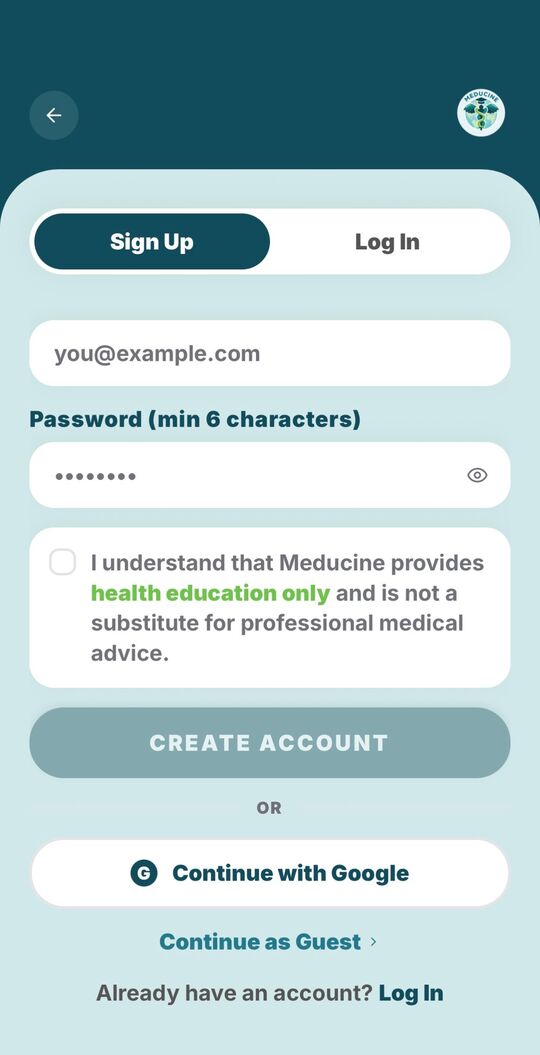 MEDUCINE
Sign Up
Log In
you@example.com
Password (min 6 characters)
••••••••
I understand that Meducine provides
health education only and is not a
substitute for professional medical
advice.
CREATE ACCOUNT
OR
G Continue with Google
Continue as Guest ›
Already have an account? Log In